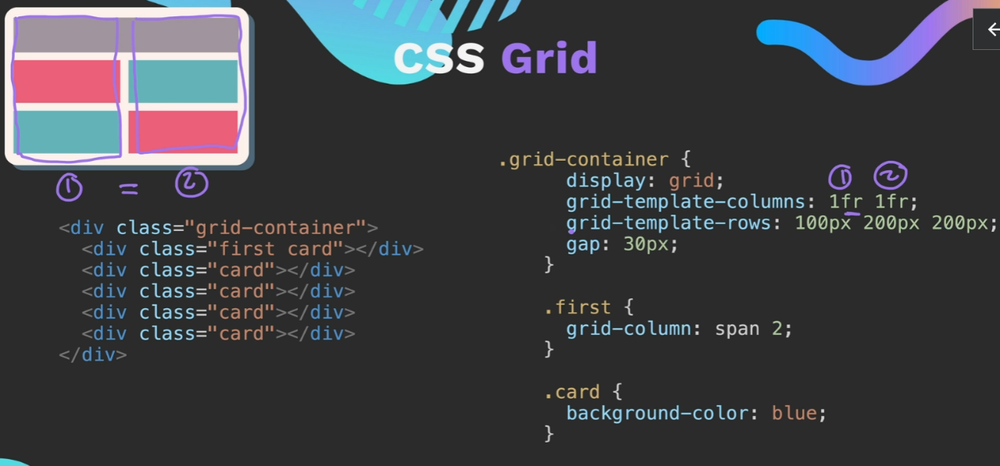 CSS Grid
① = ②
<div class="grid-container">
<div class="first card"></div>
<div class="card"></div>
<div class="card"></div>
<div class="card"></div>
<div class="card"></div>
</div>
.grid-container {
① ②
display: grid;
grid-template-columns: 1fr 1fr;
grid-template-rows: 100px 200px 200px;
gap: 30px;
}
.first {
grid-column: span 2;
}
.card {
background-color: blue;
}